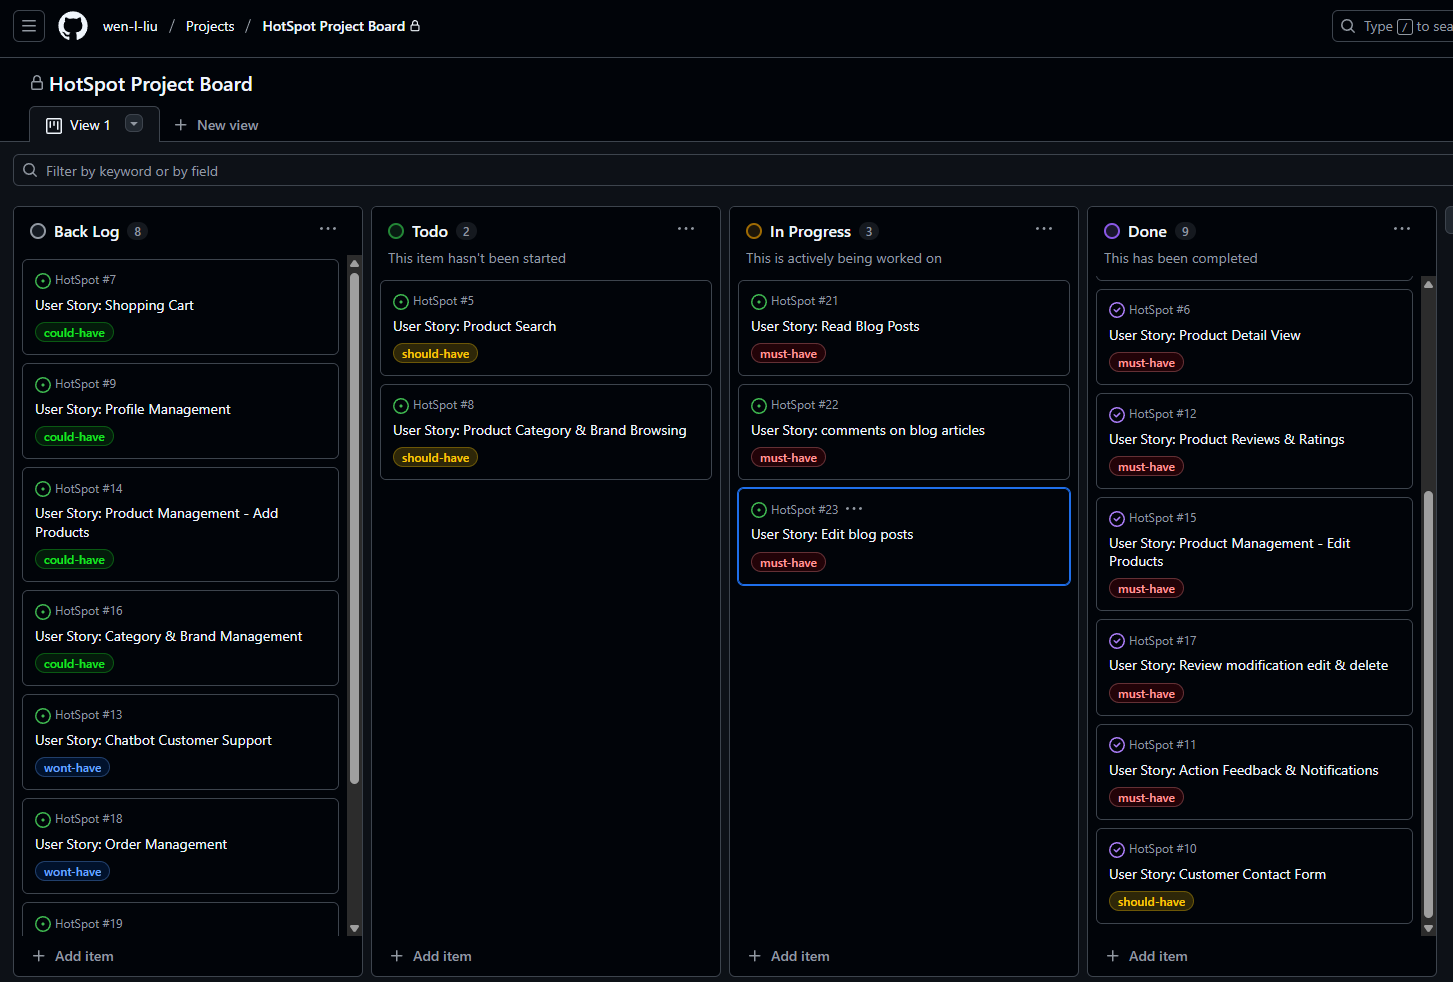 wen-l-liu / Projects / HotSpot Project Board
Type / to sea
HotSpot Project Board
View 1
New view
Filter by keyword or by field
Back Log 8
HotSpot #7
User Story: Shopping Cart
could-have
HotSpot #9
User Story: Profile Management
could-have
HotSpot #14
User Story: Product Management - Add
Products
could-have
HotSpot #16
User Story: Category & Brand Management
could-have
HotSpot #13
User Story: Chatbot Customer Support
wont-have
HotSpot #18
User Story: Order Management
wont-have
HotSpot #19
Add item
Todo 2
This item hasn't been started
HotSpot #5
User Story: Product Search
should-have
HotSpot #8
User Story: Product Category & Brand Browsing
should-have
Add item
In Progress 3
This is actively being worked on
HotSpot #21
User Story: Read Blog Posts
must-have
HotSpot #22
User Story: comments on blog articles
must-have
HotSpot #23
User Story: Edit blog posts
must-have
Add item
Done 9
This has been completed
HotSpot #6
User Story: Product Detail View
must-have
HotSpot #12
User Story: Product Reviews & Ratings
must-have
HotSpot #15
User Story: Product Management - Edit
Products
must-have
HotSpot #17
User Story: Review modification edit & delete
must-have
HotSpot #11
User Story: Action Feedback & Notifications
must-have
HotSpot #10
User Story: Customer Contact Form
should-have
Add item